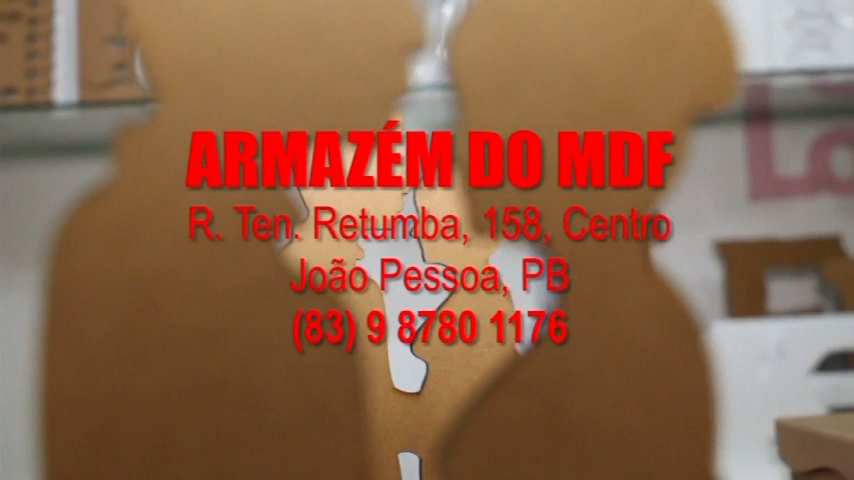 ARMAZÉM DO MDF
R. Ten. Retumba, 158, Centro
João Pessoa, PB
(83) 9 8780 1176